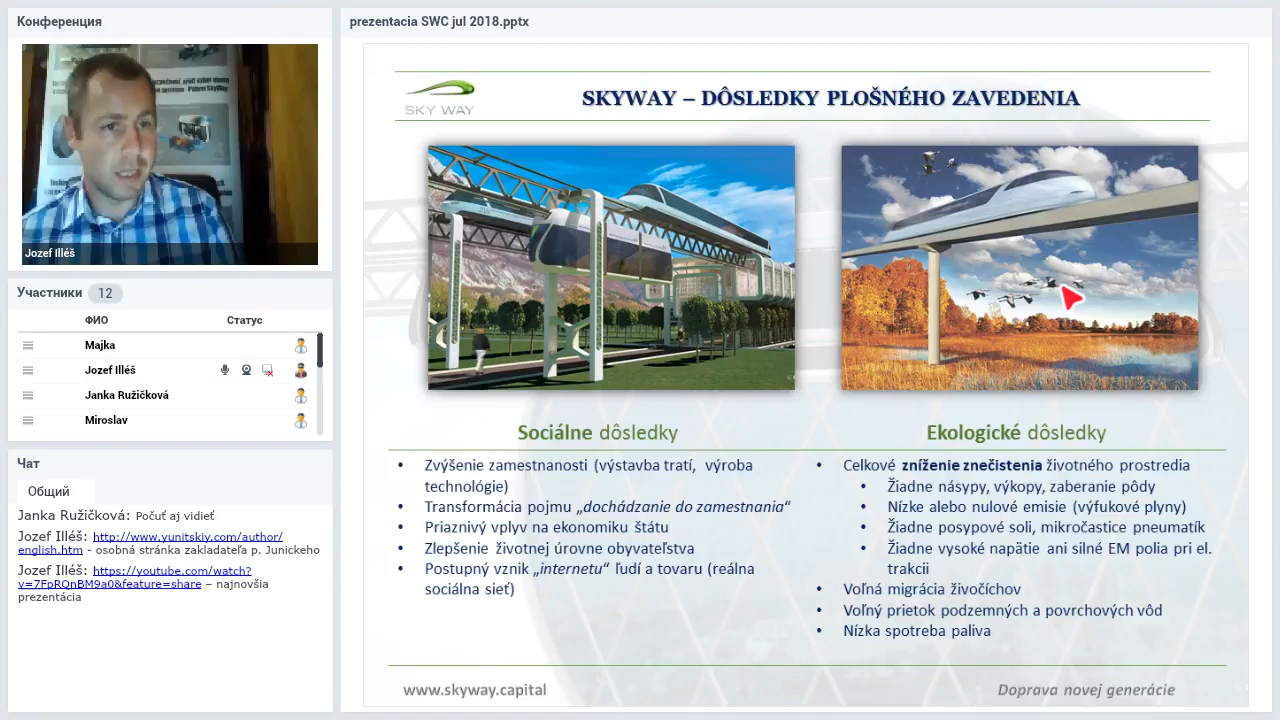 Конференция
Jozef Illéš
Участники 12
ФИО Статус
Majka
Jozef Illéš
Janka Ružičková
Miroslav
Чат
Общий
Janka Ružičková: Počuť aj vidieť
Jozef Illéš: http://www.yunitskiy.com/author/
english.htm - osobná stránka zakladateľa p. Junickeho
Jozef Illéš: https://youtube.com/watch?
v=7FpRQnBM9a0&feature=share – najnovšia
prezentácia
prezentacia SWC jul 2018.pptx
SKY WAY
SKYWAY – DÔSLEDKY PLOŠNÉHO ZAVEDENIA
Sociálne dôsledky
• Zvýšenie zamestnanosti (výstavba tratí, výroba
technológie)
• Transformácia pojmu „dochádzanie do zamestnania“
• Priaznivý vplyv na ekonomiku štátu
• Zlepšenie životnej úrovne obyvateľstva
• Postupný vznik „internetu“ ľudí a tovaru (reálna
sociálna sieť)
Ekologické dôsledky
• Celkové zníženie znečistenia životného prostredia
• Žiadne násypy, výkopy, zaberanie pôdy
• Nízke alebo nulové emisie (výfukové plyny)
• Žiadne posypové soli, mikročastice pneumatík
• Žiadne vysoké napätie ani silné EM polia pri el.
trakcii
• Voľná migrácia živočíchov
• Voľný prietok podzemných a povrchových vôd
• Nízka spotreba paliva
www.skyway.capital
Doprava novej generácie